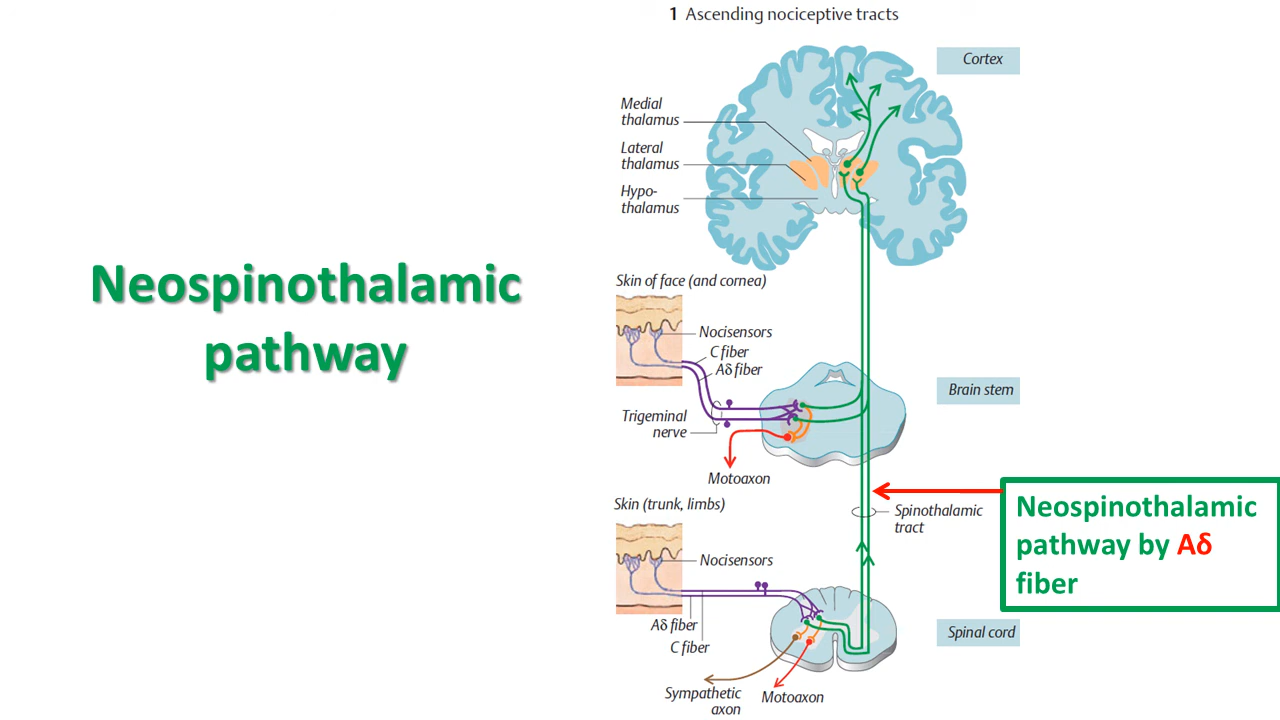 1 Ascending nociceptive tracts
Cortex
Medial
thalamus
Lateral
thalamus
Hypo-
thalamus
Neospinothalamic
pathway
Skin of face (and cornea)
Nocisensors
C fiber
Aδ fiber
Trigeminal
nerve
Brain stem
Motoaxon
Skin (trunk, limbs)
Spinothalamic
tract
Neospinothalamic
pathway by Aδ
fiber
Nocisensors
Aδ fiber
C fiber
Spinal cord
Sympathetic
axon
Motoaxon